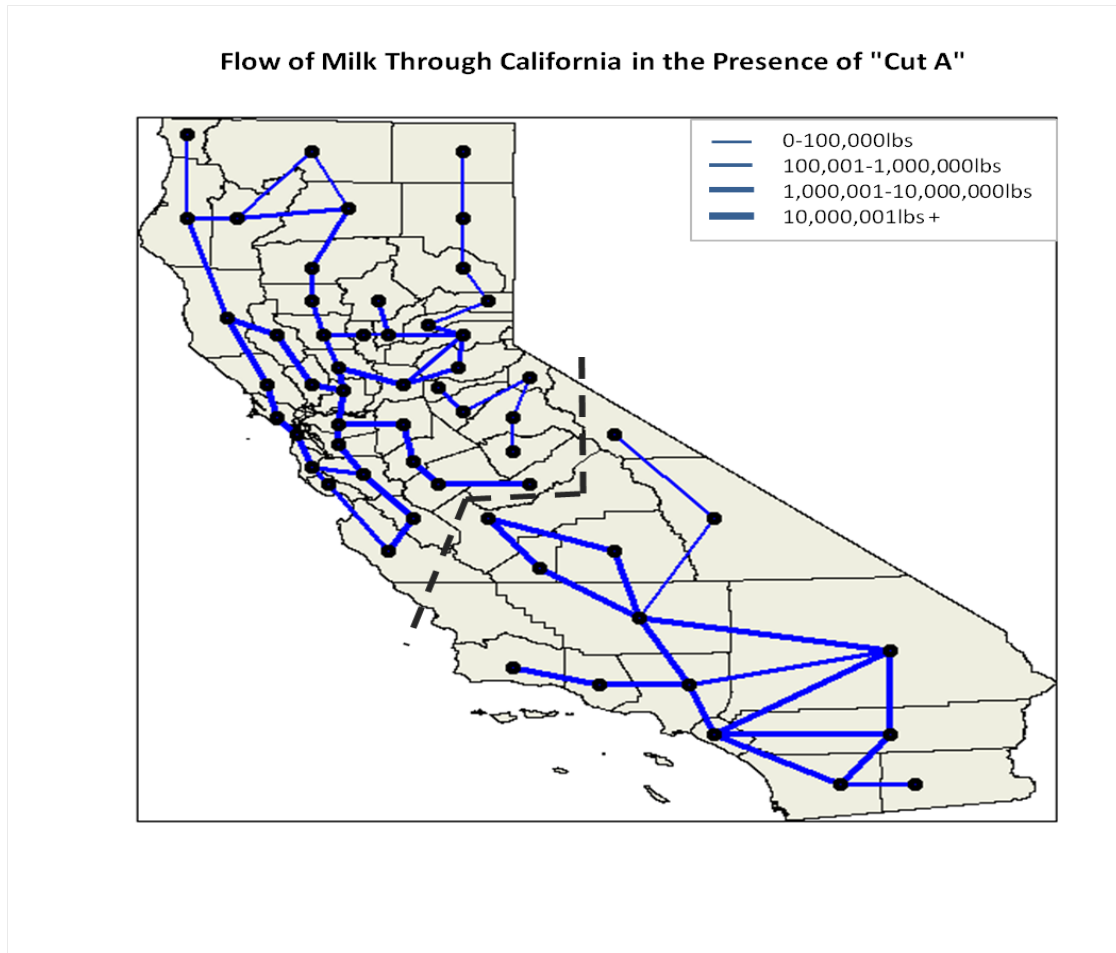 Flow of Milk Through California in the Presence of "Cut A"
0-100,000lbs
100,001-1,000,000lbs
1,000,001-10,000,000lbs
10,000,001lbs +